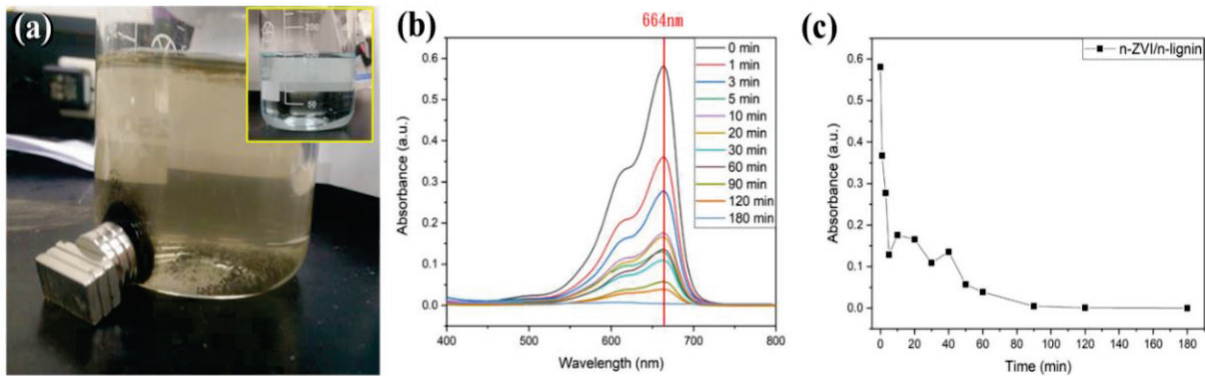 (a)
250
50
(b)
664nm
0 min
1 min
3 min
5 min
10 min
20 min
30 min
60 min
90 min
120 min
180 min
Absorbance (a.u.)
0.6
0.5
0.4
0.3
0.2
0.1
0.0
400
500
600
700
800
Wavelength (nm)
(c)
n-ZVI/n-lignin
Absorbance (a.u.)
0.6
0.5
0.4
0.3
0.2
0.1
0.0
0 20 40 60 80 100 120 140 160 180
Time (min)